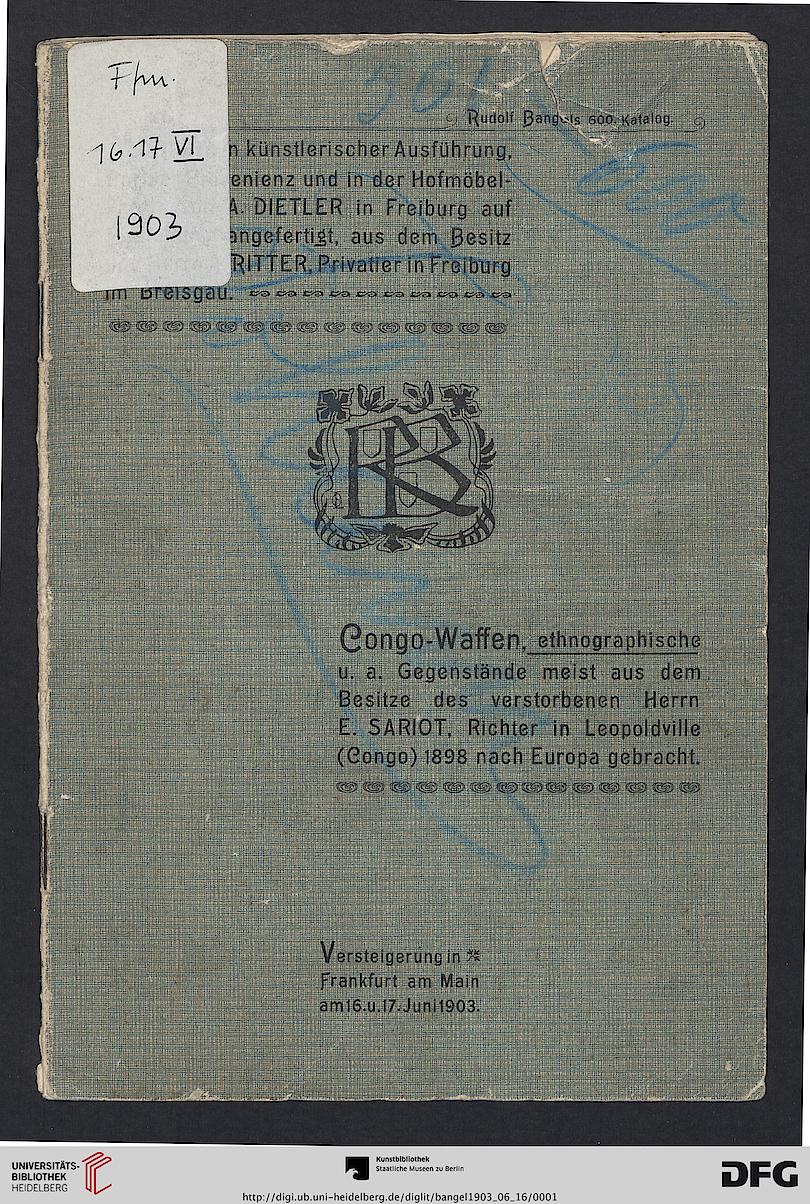 Ffm.
16.17 VI
1903
Rudolf Bangels 600. Katalog.
n künstlerischer Ausführung,
enienz und in der Hofmöbel-
A. DIETLER in Freiburg auf
angefertigt, aus dem Besitz
RITTER, Privatier in Freiburg
im Breisgau.
600
RB
Congo-Waffen, ethnographische
u. a. Gegenstände meist aus dem
Besitze des verstorbenen Herrn
E. SARIOT, Richter in Leopoldville
(Congo) 1898 nach Europa gebracht.
Versteigerung in
Frankfurt am Main
am 16. u. 17. Juni 1903.
UNIVERSITÄTS-
BIBLIOTHEK
HEIDELBERG
Kunstbibliothek
Staatliche Museen zu Berlin
DFG
http://digi.ub.uni-heidelberg.de/diglit/bangel1903_06_16/0001